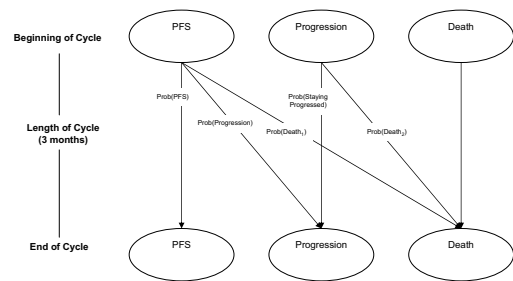 Beginning of Cycle
PFS
Progression
Death
Prob(PFS)
Prob(Staying
Progressed)
Length of Cycle
(3 months)
Prob(Progression)
Prob(Death₁)
Prob(Death₂)
End of Cycle
PFS
Progression
Death